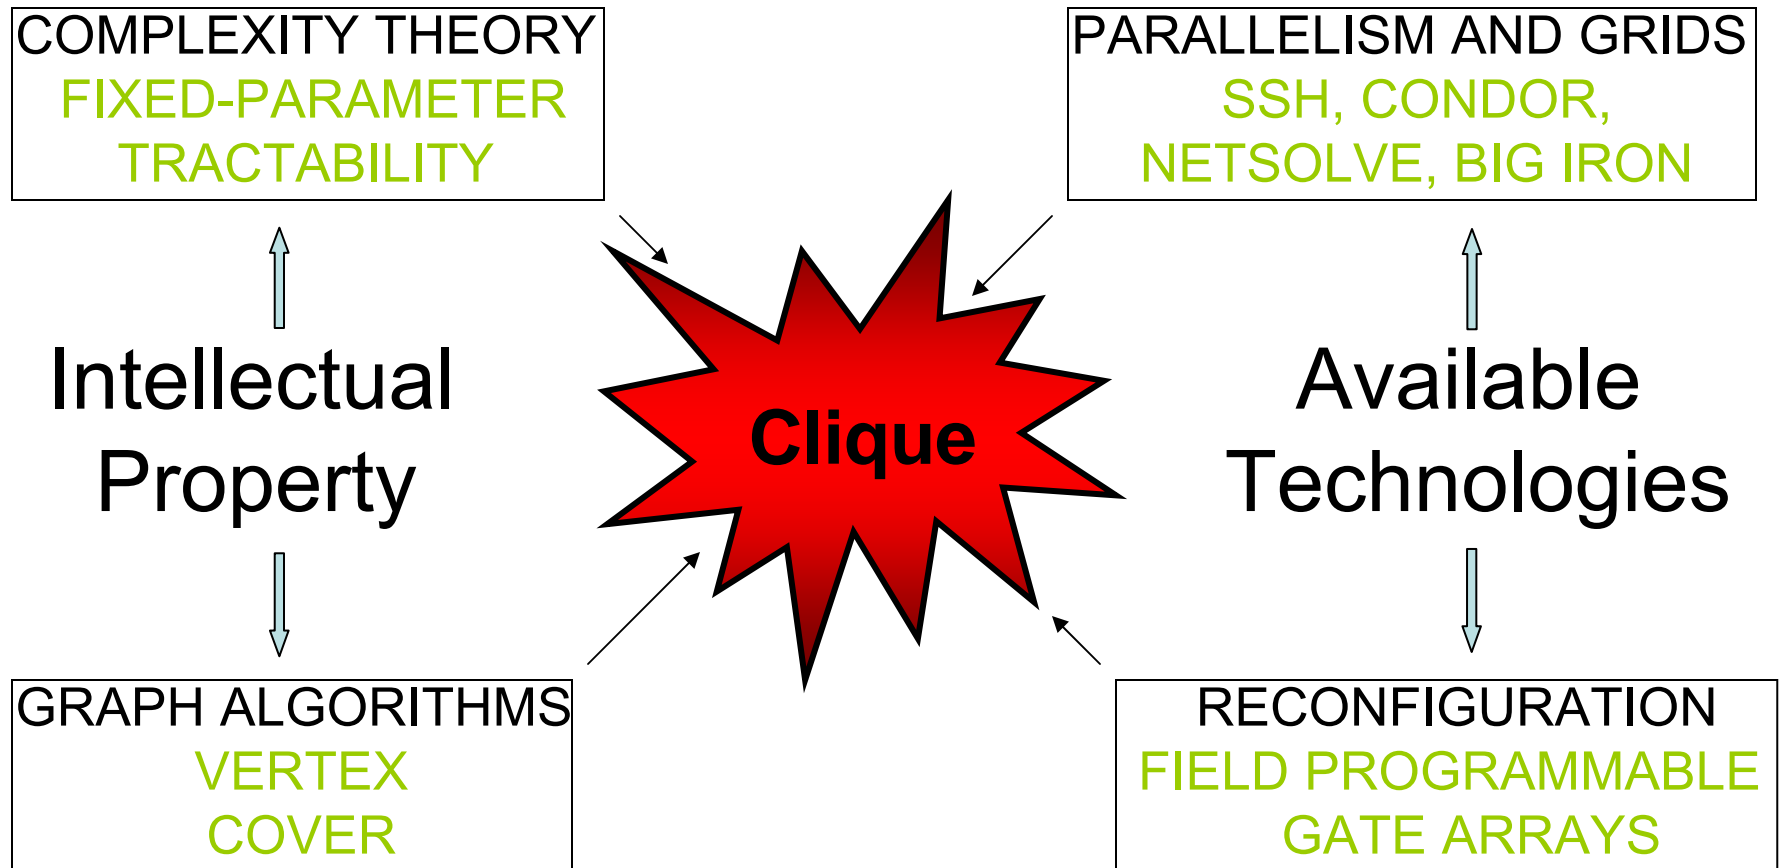 COMPLEXITY THEORY
FIXED-PARAMETER
TRACTABILITY
PARALLELISM AND GRIDS
SSH, CONDOR,
NETSOLVE, BIG IRON
Intellectual
Property
Clique
Available
Technologies
GRAPH ALGORITHMS
VERTEX
COVER
RECONFIGURATION
FIELD PROGRAMMABLE
GATE ARRAYS